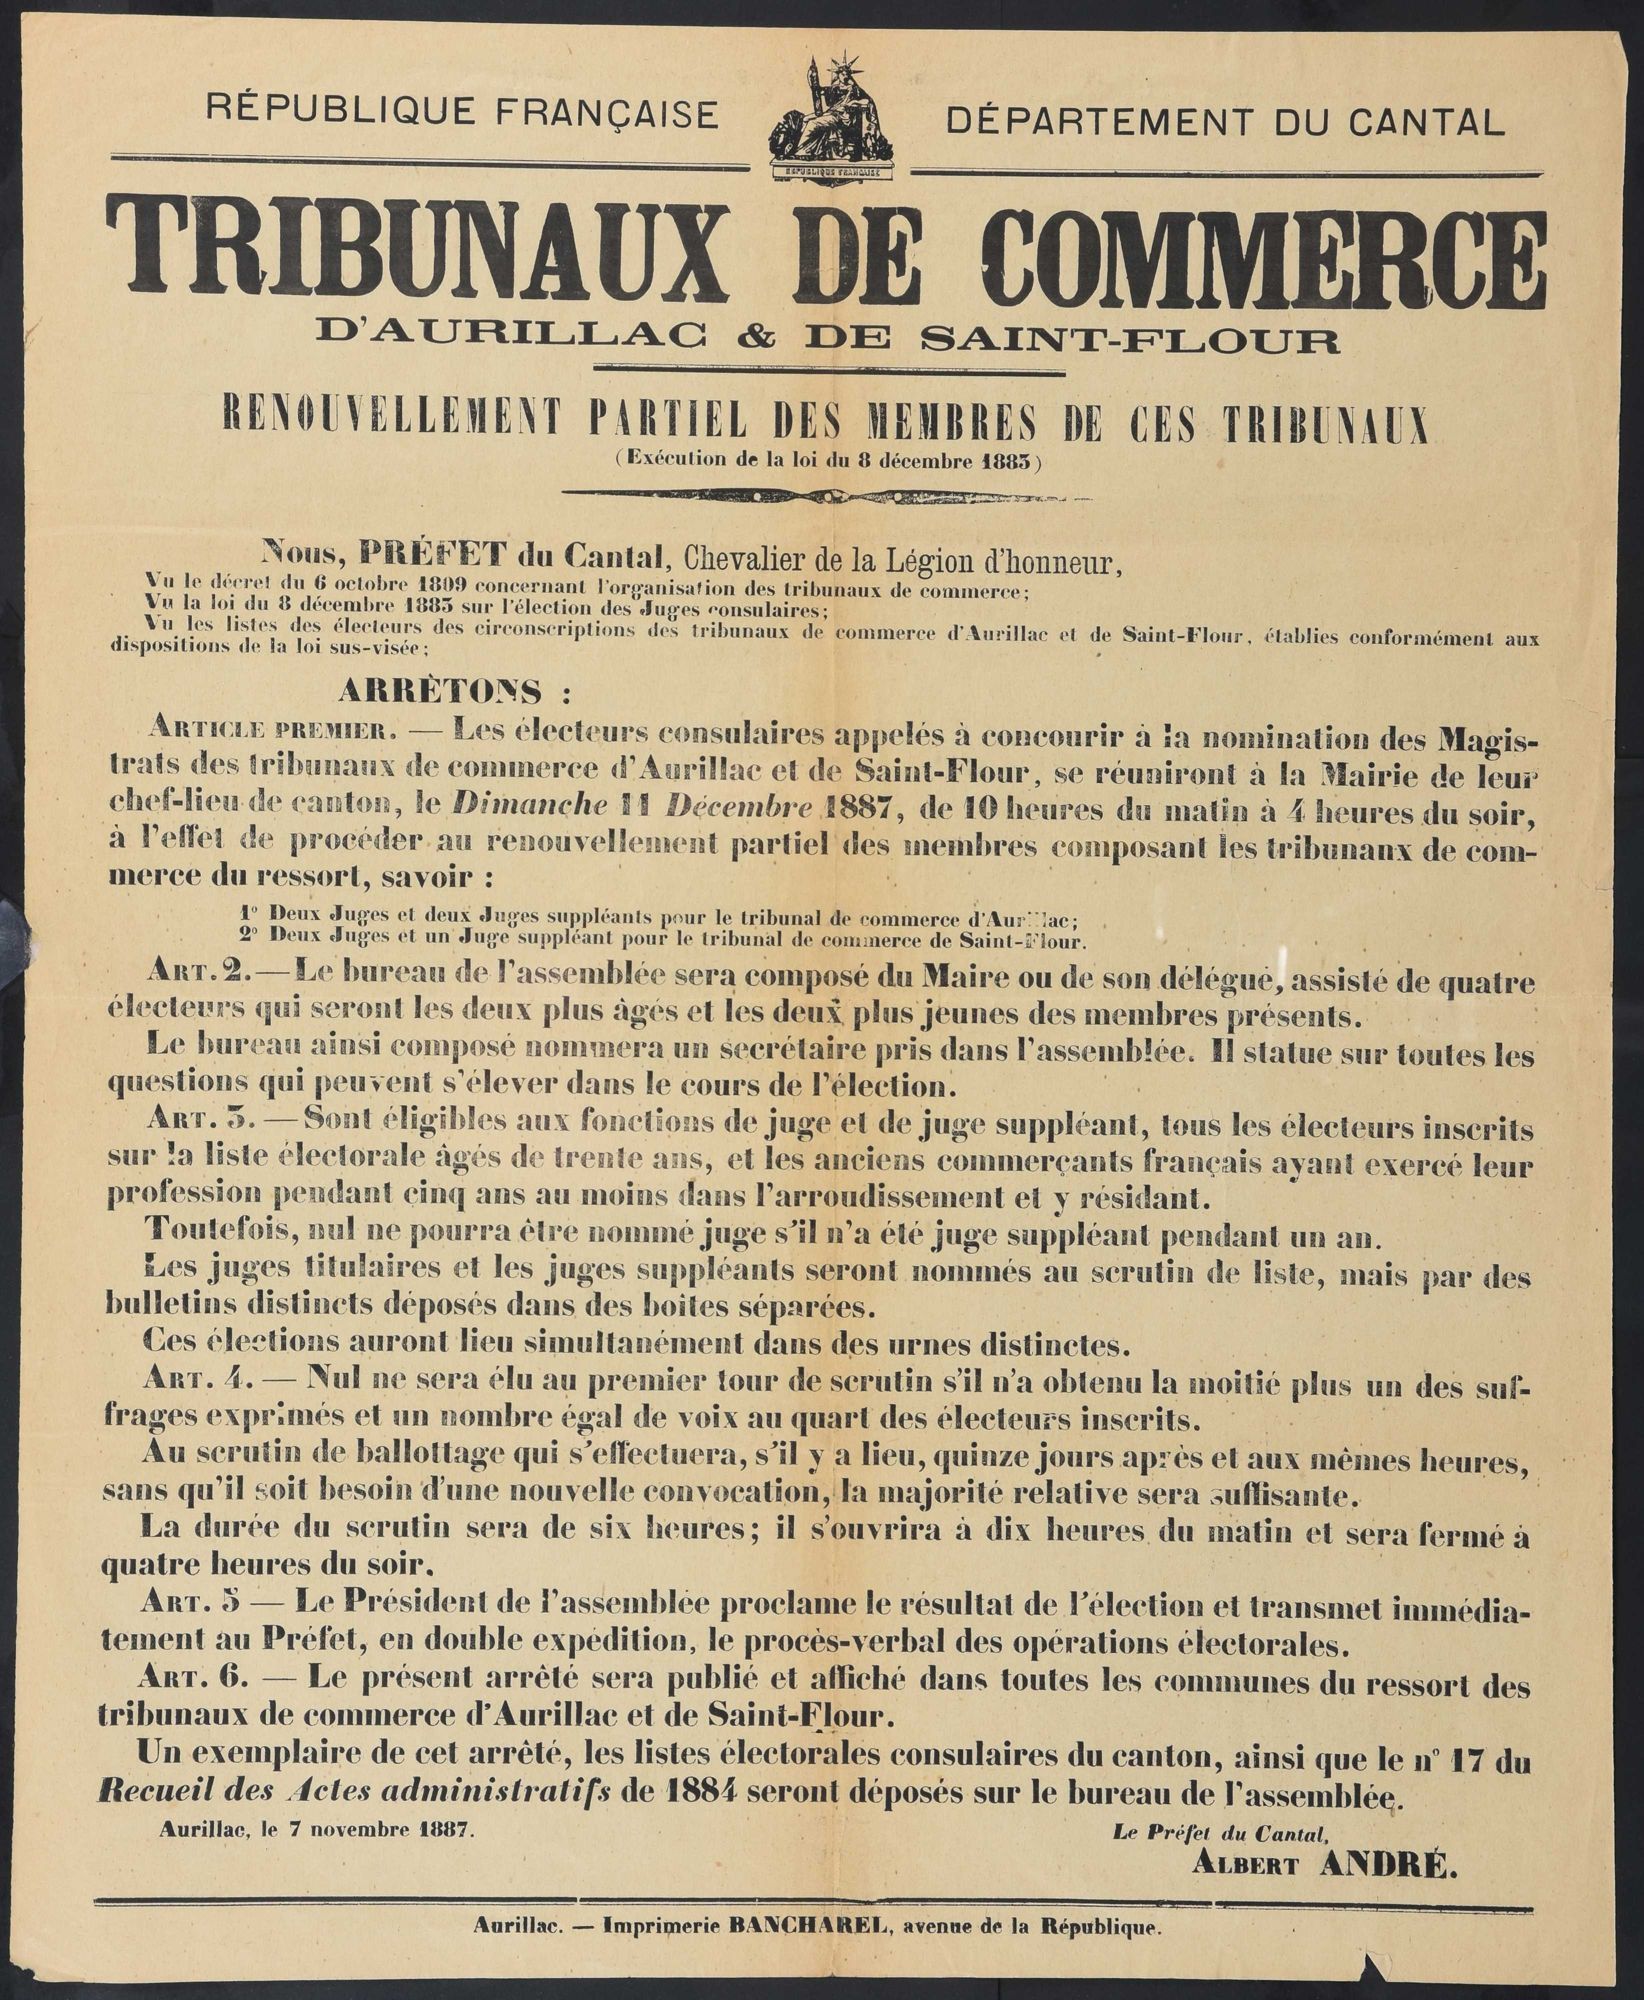 RÉPUBLIQUE FRANÇAISE
DÉPARTEMENT DU CANTAL
RÉPUBLIQUE FRANÇAISE
TRIBUNAUX DE COMMERCE
D'AURILLAC & DE SAINT-FLOUR
RENOUVELLEMENT PARTIEL DES MEMBRES DE CES TRIBUNAUX
(Exécution de la loi du 8 décembre 1883)
Nous, PRÉFET du Cantal, Chevalier de la Légion d'honneur,
Vu le décret du 6 octobre 1809 concernant l'organisation des tribunaux de commerce;
Vu la loi du 8 décembre 1883 sur l'élection des Juges consulaires;
Vu les listes des électeurs des circonscriptions des tribunaux de commerce d'Aurillac et de Saint-Flour, établies conformément aux
dispositions de la loi sus-visée;
ARRÊTONS :
ARTICLE PREMIER. — Les électeurs consulaires appelés à concourir à la nomination des Magis-
trats des tribunaux de commerce d'Aurillac et de Saint-Flour, se réuniront à la Mairie de leur
chef-lieu de canton, le Dimanche 11 Décembre 1887, de 10 heures du matin à 4 heures du soir,
à l'effet de procéder au renouvellement partiel des membres composant les tribunaux de com-
merce du ressort, savoir :
1° Deux Juges et deux Juges suppléants pour le tribunal de commerce d'Aurillac;
2° Deux Juges et un Juge suppléant pour le tribunal de commerce de Saint-Flour.
ART. 2. — Le bureau de l'assemblée sera composé du Maire ou de son délégué, assisté de quatre
électeurs qui seront les deux plus âgés et les deux plus jeunes des membres présents.
Le bureau ainsi composé nommera un secrétaire pris dans l'assemblée. Il statue sur toutes les
questions qui peuvent s'élever dans le cours de l'élection.
ART. 3. — Sont éligibles aux fonctions de juge et de juge suppléant, tous les électeurs inscrits
sur la liste électorale âgés de trente ans, et les anciens commerçants français ayant exercé leur
profession pendant cinq ans au moins dans l'arroudissement et y résidant.
Toutefois, nul ne pourra être nommé juge s'il n'a été juge suppléant pendant un an.
Les juges titulaires et les juges suppléants seront nommés au scrutin de liste, mais par des
bulletins distincts déposés dans des boîtes séparées.
Ces élections auront lieu simultanément dans des urnes distinctes.
ART. 4. — Nul ne sera élu au premier tour de scrutin s'il n'a obtenu la moitié plus un des suf-
frages exprimés et un nombre égal de voix au quart des électeurs inscrits.
Au scrutin de ballottage qui s'effectuera, s'il y a lieu, quinze jours après et aux mêmes heures,
sans qu'il soit besoin d'une nouvelle convocation, la majorité relative sera suffisante.
La durée du scrutin sera de six heures; il s'ouvrira à dix heures du matin et sera fermé à
quatre heures du soir.
ART. 5 — Le Président de l'assemblée proclame le résultat de l'élection et transmet immédia-
tement au Préfet, en double expédition, le procès-verbal des opérations électorales.
ART. 6. — Le présent arrêté sera publié et affiché dans toutes les communes du ressort des
tribunaux de commerce d'Aurillac et de Saint-Flour.
Un exemplaire de cet arrêté, les listes électorales consulaires du canton, ainsi que le n° 17 du
Recueil des Actes administratifs de 1884 seront déposés sur le bureau de l'assemblée.
Aurillac, le 7 novembre 1887.
Le Préfet du Cantal,
ALBERT ANDRÉ.
Aurillac. — Imprimerie BANCHAREL, avenue de la République.